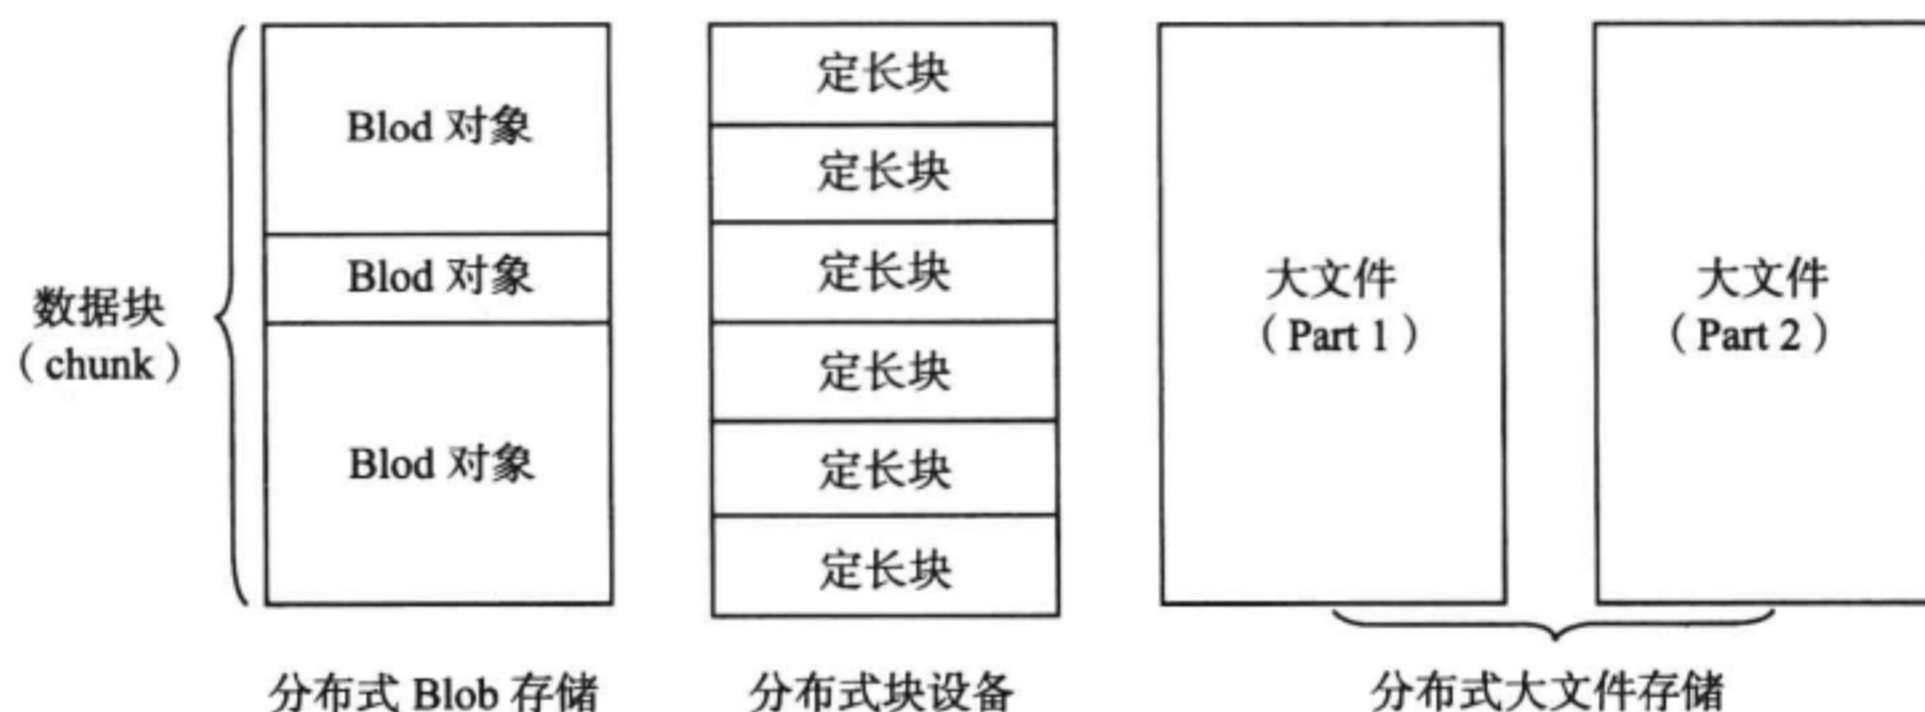 数据块
（chunk）
Blod 对象
Blod 对象
Blod 对象
分布式 Blob 存储
定长块
定长块
定长块
定长块
定长块
定长块
分布式块设备
大文件
（Part 1）
大文件
（Part 2）
分布式大文件存储